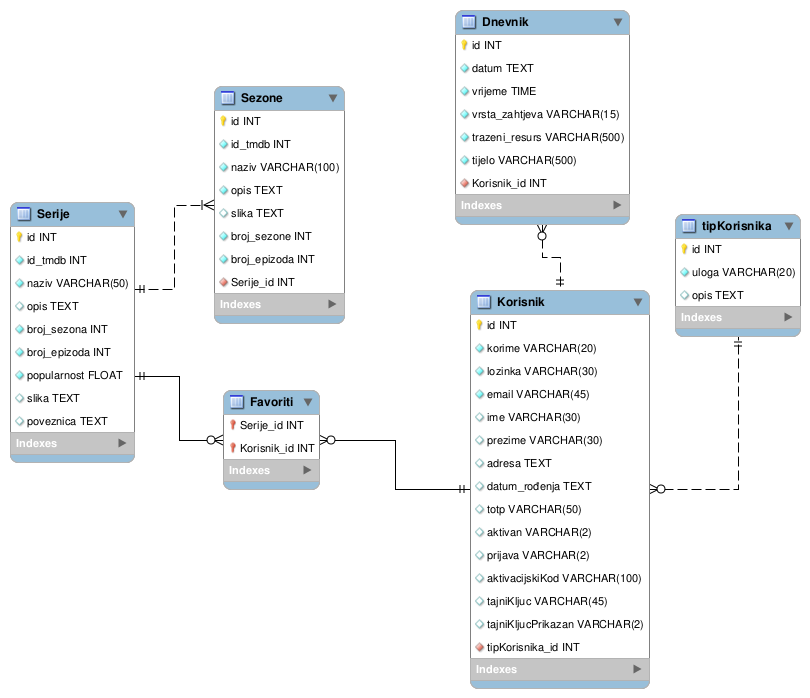 Dnevnik
id INT
datum TEXT
vrijeme TIME
vrsta_zahtjeva VARCHAR(15)
trazeni_resurs VARCHAR(500)
tijelo VARCHAR(500)
Korisnik_id INT
Indexes
Sezone
id INT
id_tmdb INT
naziv VARCHAR(100)
opis TEXT
slika TEXT
broj_sezone INT
broj_epizoda INT
Serije_id INT
Indexes
Serije
id INT
id_tmdb INT
naziv VARCHAR(50)
opis TEXT
broj_sezona INT
broj_epizoda INT
popularnost FLOAT
slika TEXT
poveznica TEXT
Indexes
tipKorisnika
id INT
uloga VARCHAR(20)
opis TEXT
Indexes
Favoriti
Serije_id INT
Korisnik_id INT
Indexes
Korisnik
id INT
korime VARCHAR(20)
lozinka VARCHAR(30)
email VARCHAR(45)
ime VARCHAR(30)
prezime VARCHAR(30)
adresa TEXT
datum_rođenja TEXT
totp VARCHAR(50)
aktivan VARCHAR(2)
prijava VARCHAR(2)
aktivacijskiKod VARCHAR(100)
tajniKljuc VARCHAR(45)
tajniKljucPrikazan VARCHAR(2)
tipKorisnika_id INT
Indexes